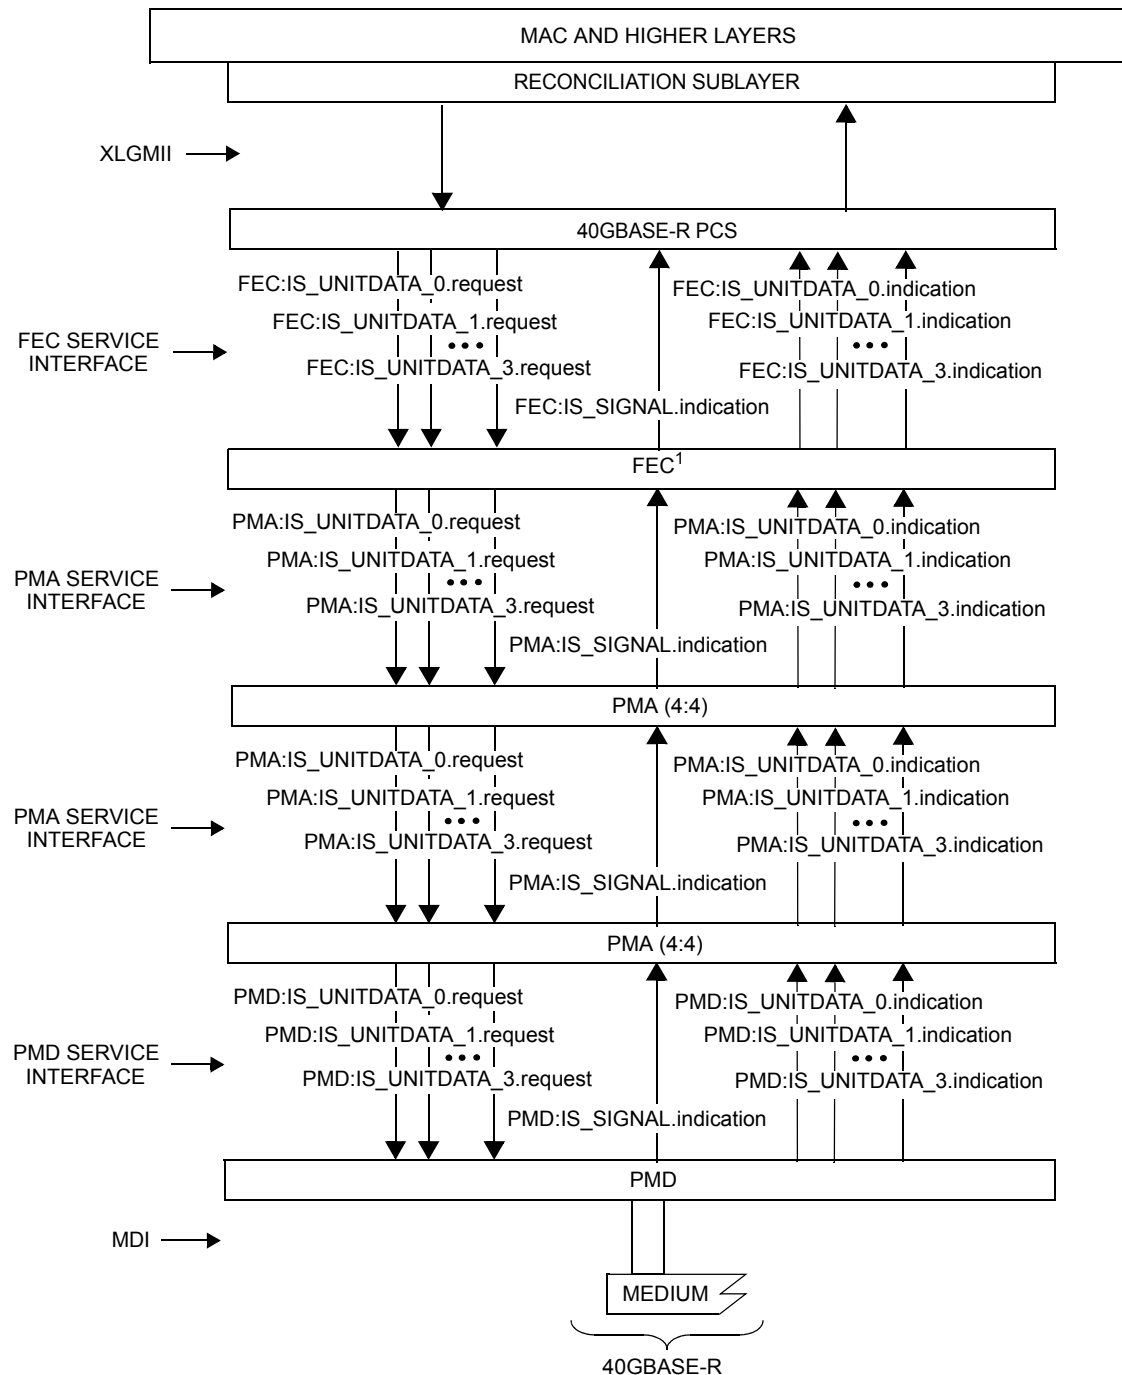 MAC AND HIGHER LAYERS
RECONCILIATION SUBLAYER
XLGMII
40GBASE-R PCS
FEC:IS_UNITDATA_0.request
FEC:IS_UNITDATA_1.request
• • •
FEC:IS_UNITDATA_3.request
FEC:IS_SIGNAL.indication
FEC:IS_UNITDATA_0.indication
FEC:IS_UNITDATA_1.indication
• • •
FEC:IS_UNITDATA_3.indication
FEC SERVICE
INTERFACE
FEC¹
PMA:IS_UNITDATA_0.request
PMA:IS_UNITDATA_1.request
• • •
PMA:IS_UNITDATA_3.request
PMA:IS_SIGNAL.indication
PMA:IS_UNITDATA_0.indication
PMA:IS_UNITDATA_1.indication
• • •
PMA:IS_UNITDATA_3.indication
PMA SERVICE
INTERFACE
PMA (4:4)
PMA:IS_UNITDATA_0.request
PMA:IS_UNITDATA_1.request
• • •
PMA:IS_UNITDATA_3.request
PMA:IS_SIGNAL.indication
PMA:IS_UNITDATA_0.indication
PMA:IS_UNITDATA_1.indication
• • •
PMA:IS_UNITDATA_3.indication
PMA SERVICE
INTERFACE
PMA (4:4)
PMD:IS_UNITDATA_0.request
PMD:IS_UNITDATA_1.request
• • •
PMD:IS_UNITDATA_3.request
PMD:IS_SIGNAL.indication
PMD:IS_UNITDATA_0.indication
PMD:IS_UNITDATA_1.indication
• • •
PMD:IS_UNITDATA_3.indication
PMD SERVICE
INTERFACE
PMD
MDI
MEDIUM
40GBASE-R